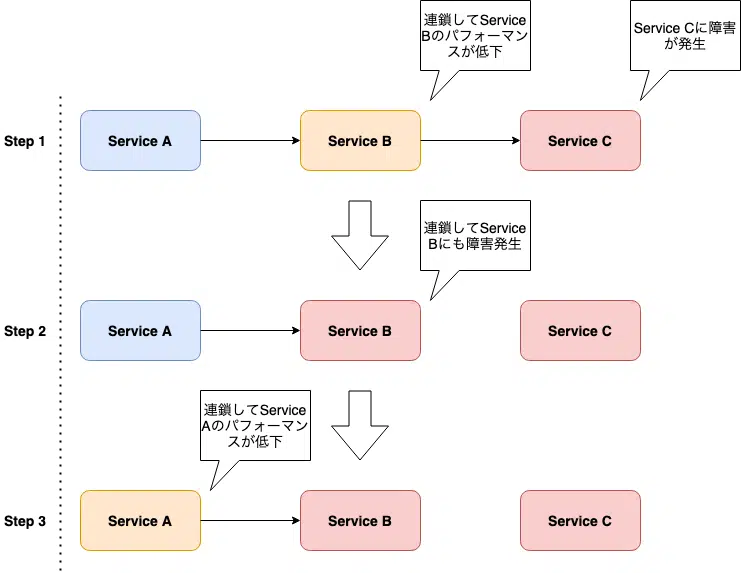 連鎖してService
Bのパフォーマン
スが低下
Service Cに障害
が発生
Step 1
Service A
Service B
Service C
連鎖してService
Bにも障害発生
Step 2
Service A
Service B
Service C
連鎖してService
Aのパフォーマン
スが低下
Step 3
Service A
Service B
Service C